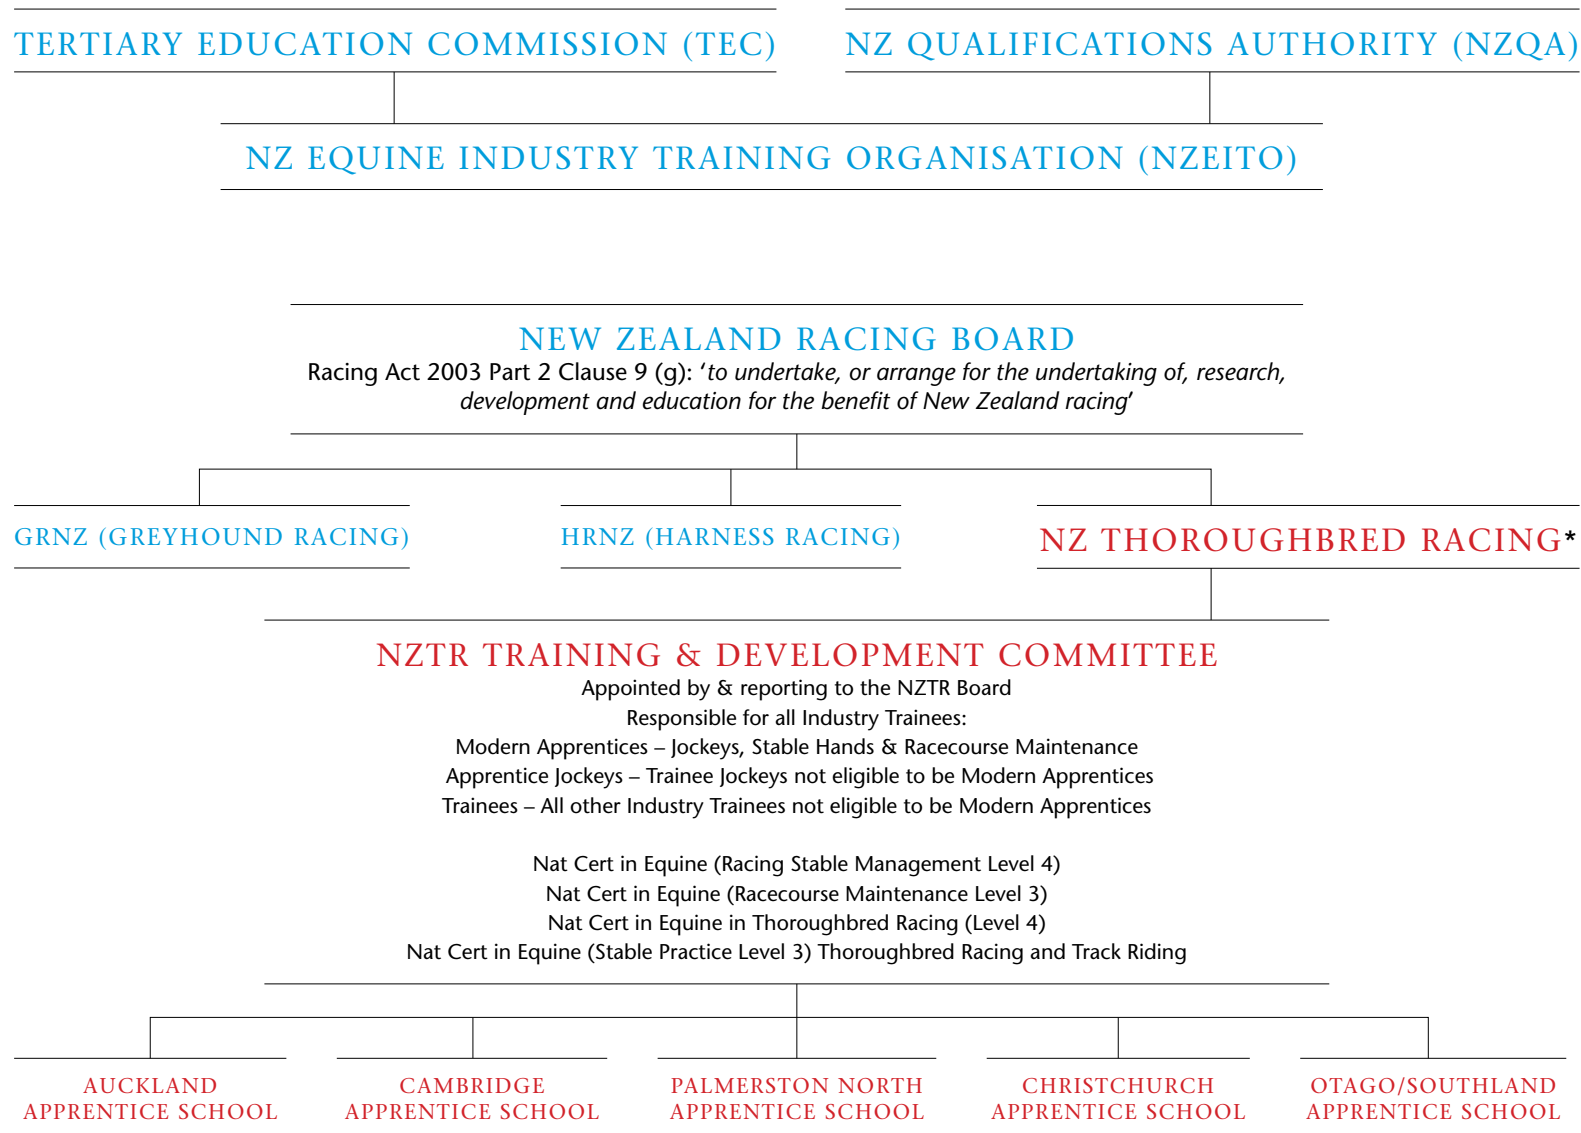 TERTIARY EDUCATION COMMISSION (TEC)
NZ QUALIFICATIONS AUTHORITY (NZQA)
NZ EQUINE INDUSTRY TRAINING ORGANISATION (NZEITO)
NEW ZEALAND RACING BOARD
Racing Act 2003 Part 2 Clause 9 (g): ‘to undertake, or arrange for the undertaking of, research,
development and education for the benefit of New Zealand racing’
GRNZ (GREYHOUND RACING)
HRNZ (HARNESS RACING)
NZ THOROUGHBRED RACING*
NZTR TRAINING & DEVELOPMENT COMMITTEE
Appointed by & reporting to the NZTR Board
Responsible for all Industry Trainees:
Modern Apprentices – Jockeys, Stable Hands & Racecourse Maintenance
Apprentice Jockeys – Trainee Jockeys not eligible to be Modern Apprentices
Trainees – All other Industry Trainees not eligible to be Modern Apprentices
Nat Cert in Equine (Racing Stable Management Level 4)
Nat Cert in Equine (Racecourse Maintenance Level 3)
Nat Cert in Equine in Thoroughbred Racing (Level 4)
Nat Cert in Equine (Stable Practice Level 3) Thoroughbred Racing and Track Riding
AUCKLAND
APPRENTICE SCHOOL
CAMBRIDGE
APPRENTICE SCHOOL
PALMERSTON NORTH
APPRENTICE SCHOOL
CHRISTCHURCH
APPRENTICE SCHOOL
OTAGO/SOUTHLAND
APPRENTICE SCHOOL